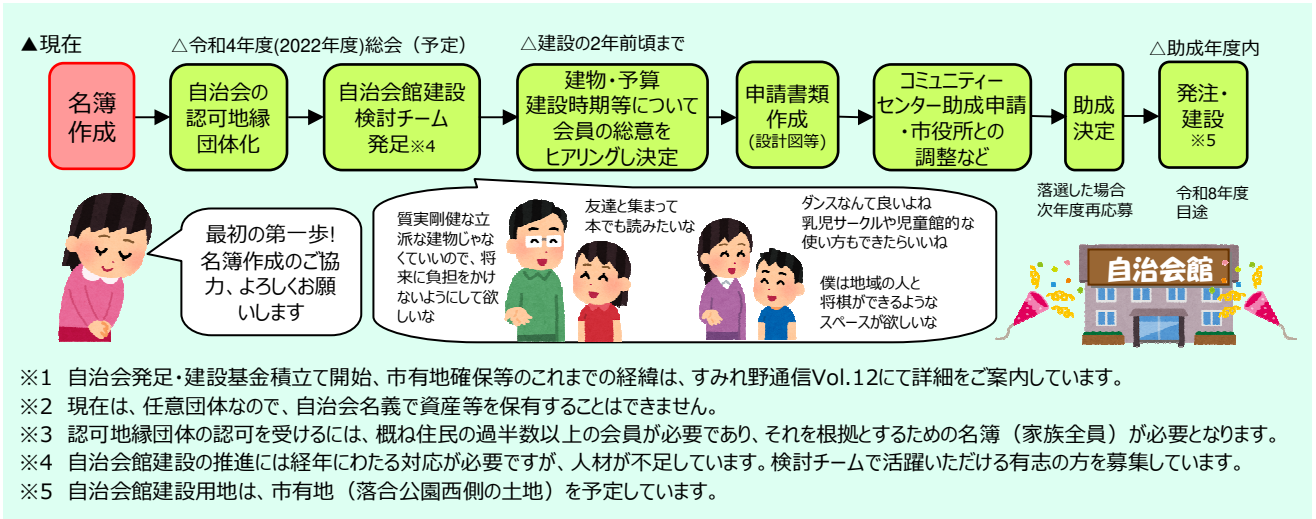 ▲現在
△令和4年度(2022年度)総会（予定）
△建設の2年前頃まで
△助成年度内
名簿
作成
自治会の
認可地縁
団体化
自治会館建設
検討チーム
発足※4
建物・予算
建設時期等について
会員の総意を
ヒアリングし決定
申請書類
作成
(設計図等)
コミュニティー
センター助成申請
・市役所との
調整など
助成
決定
発注・
建設
※5
落選した場合
次年度再応募
令和8年度
目途
最初の第一歩!
名簿作成のご協
力、よろしくお願
いします
質実剛健な立
派な建物じゃな
くていいので、将
来に負担をかけ
ないようにして欲
しいな
友達と集まって
本でも読みたいな
ダンスなんて良いよね
乳児サークルや児童館的な
使い方もできたらいいね
僕は地域の人と
将棋ができるような
スペースが欲しいな
自治会館
※1 自治会発足・建設基金積立て開始、市有地確保等のこれまでの経緯は、すみれ野通信Vol.12にて詳細をご案内しています。
※2 現在は、任意団体なので、自治会名義で資産等を保有することはできません。
※3 認可地縁団体の認可を受けるには、概ね住民の過半数以上の会員が必要であり、それを根拠とするための名簿（家族全員）が必要となります。
※4 自治会館建設の推進には経年にわたる対応が必要ですが、人材が不足しています。検討チームで活躍いただける有志の方を募集しています。
※5 自治会館建設用地は、市有地（落合公園西側の土地）を予定しています。